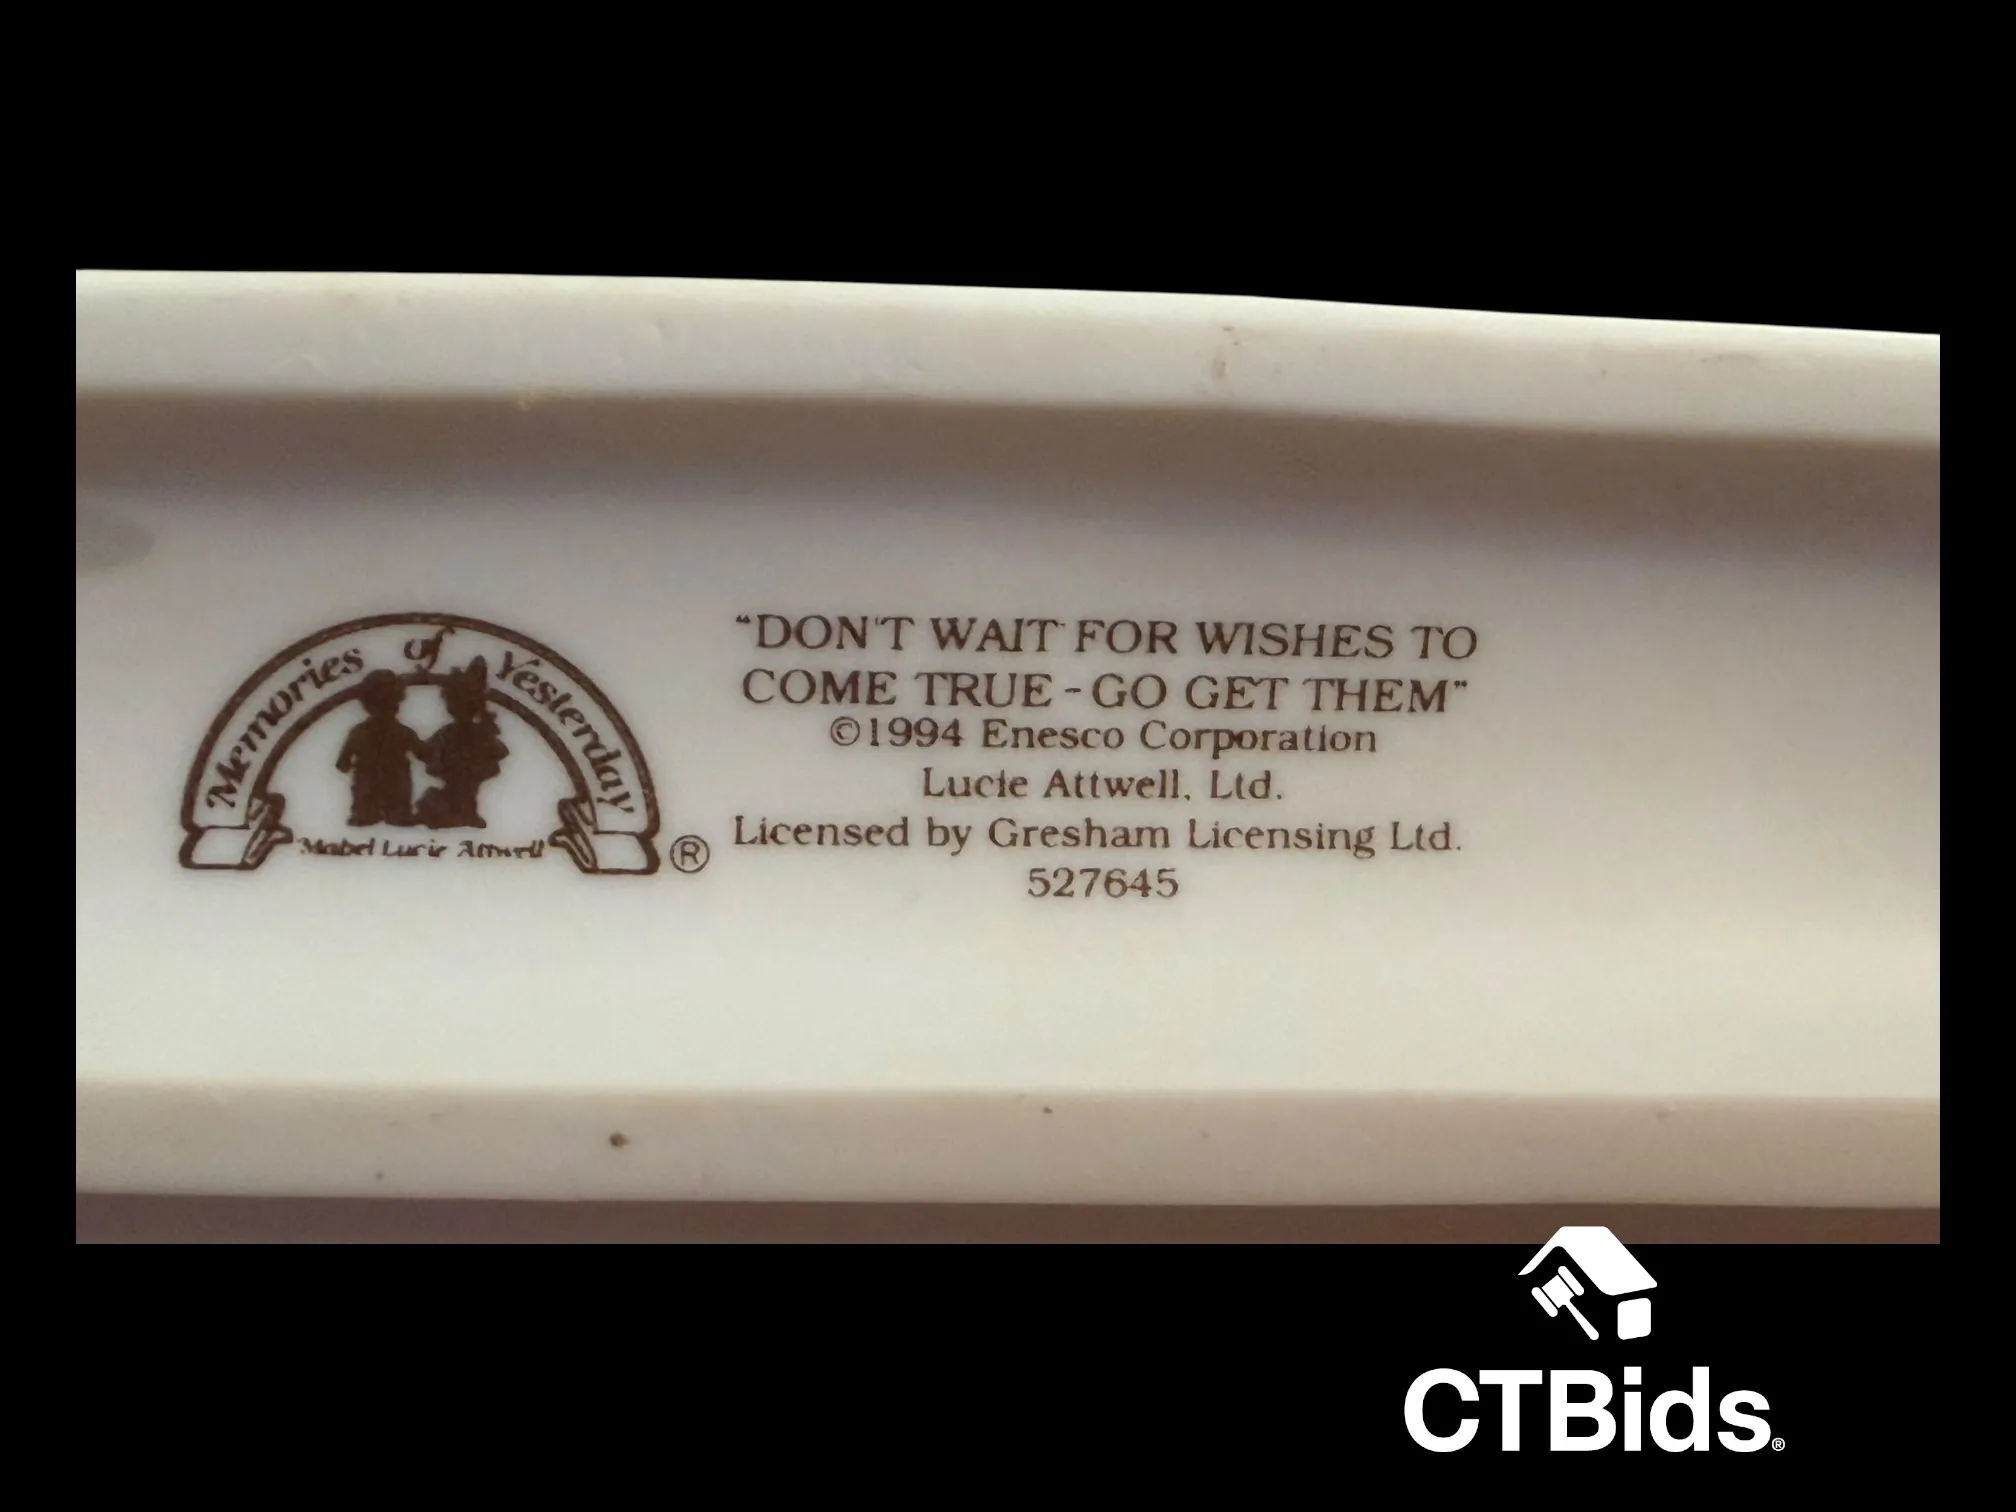 Memories of Yesterday
Mabel Lucie Attwell
®
"DON'T WAIT FOR WISHES TO
COME TRUE - GO GET THEM"
©1994 Enesco Corporation
Lucie Attwell, Ltd.
Licensed by Gresham Licensing Ltd.
527645
CTBids®